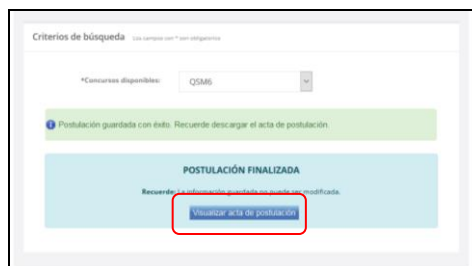 Criterios de búsqueda Los campos con * son obligatorios
*Concursos disponibles: QSM6
Postulación guardada con éxito. Recuerde descargar el acta de postulación.
POSTULACIÓN FINALIZADA
Recuerde: La información guardada no puede ser modificada.
Visualizar acta de postulación